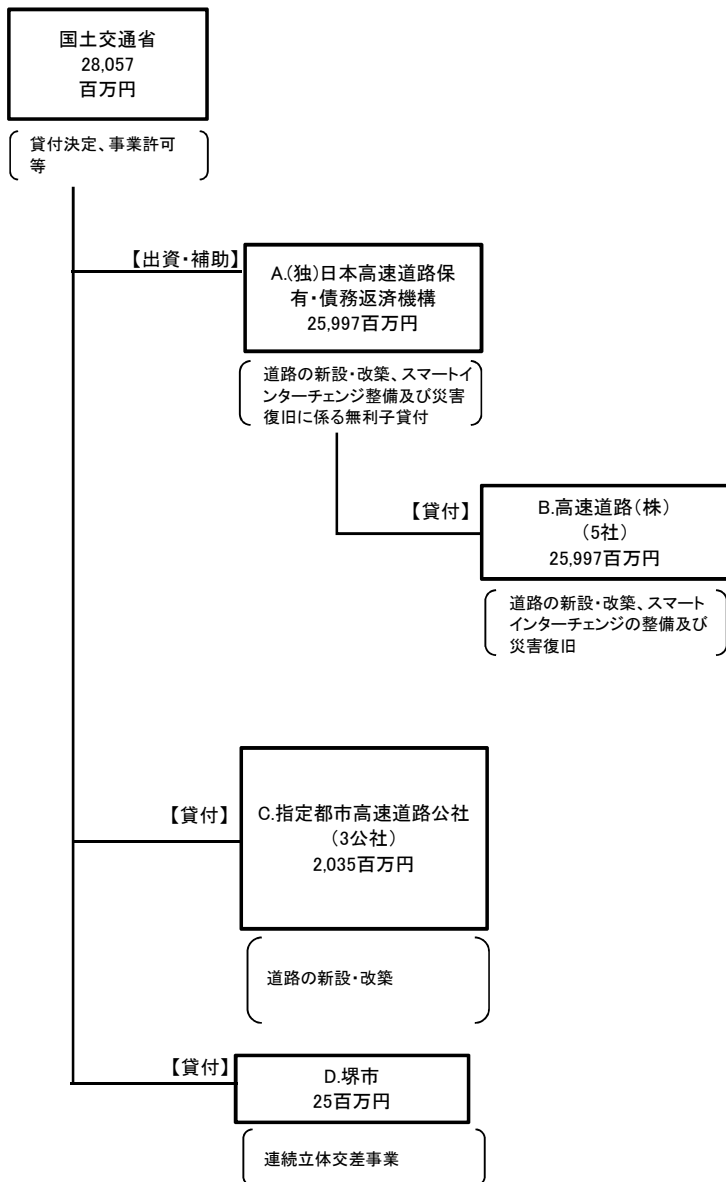 国土交通省
28,057
百万円
貸付決定、事業許可
等
【出資・補助】
A.(独)日本高速道路保
有・債務返済機構
25,997百万円
道路の新設・改築、スマートイ
ンターチェンジ整備及び災害
復旧に係る無利子貸付
【貸付】
B.高速道路(株)
(5社)
25,997百万円
道路の新設・改築、スマート
インターチェンジの整備及び
災害復旧
【貸付】
C.指定都市高速道路公社
(3公社)
2,035百万円
道路の新設・改築
【貸付】
D.堺市
25百万円
連続立体交差事業